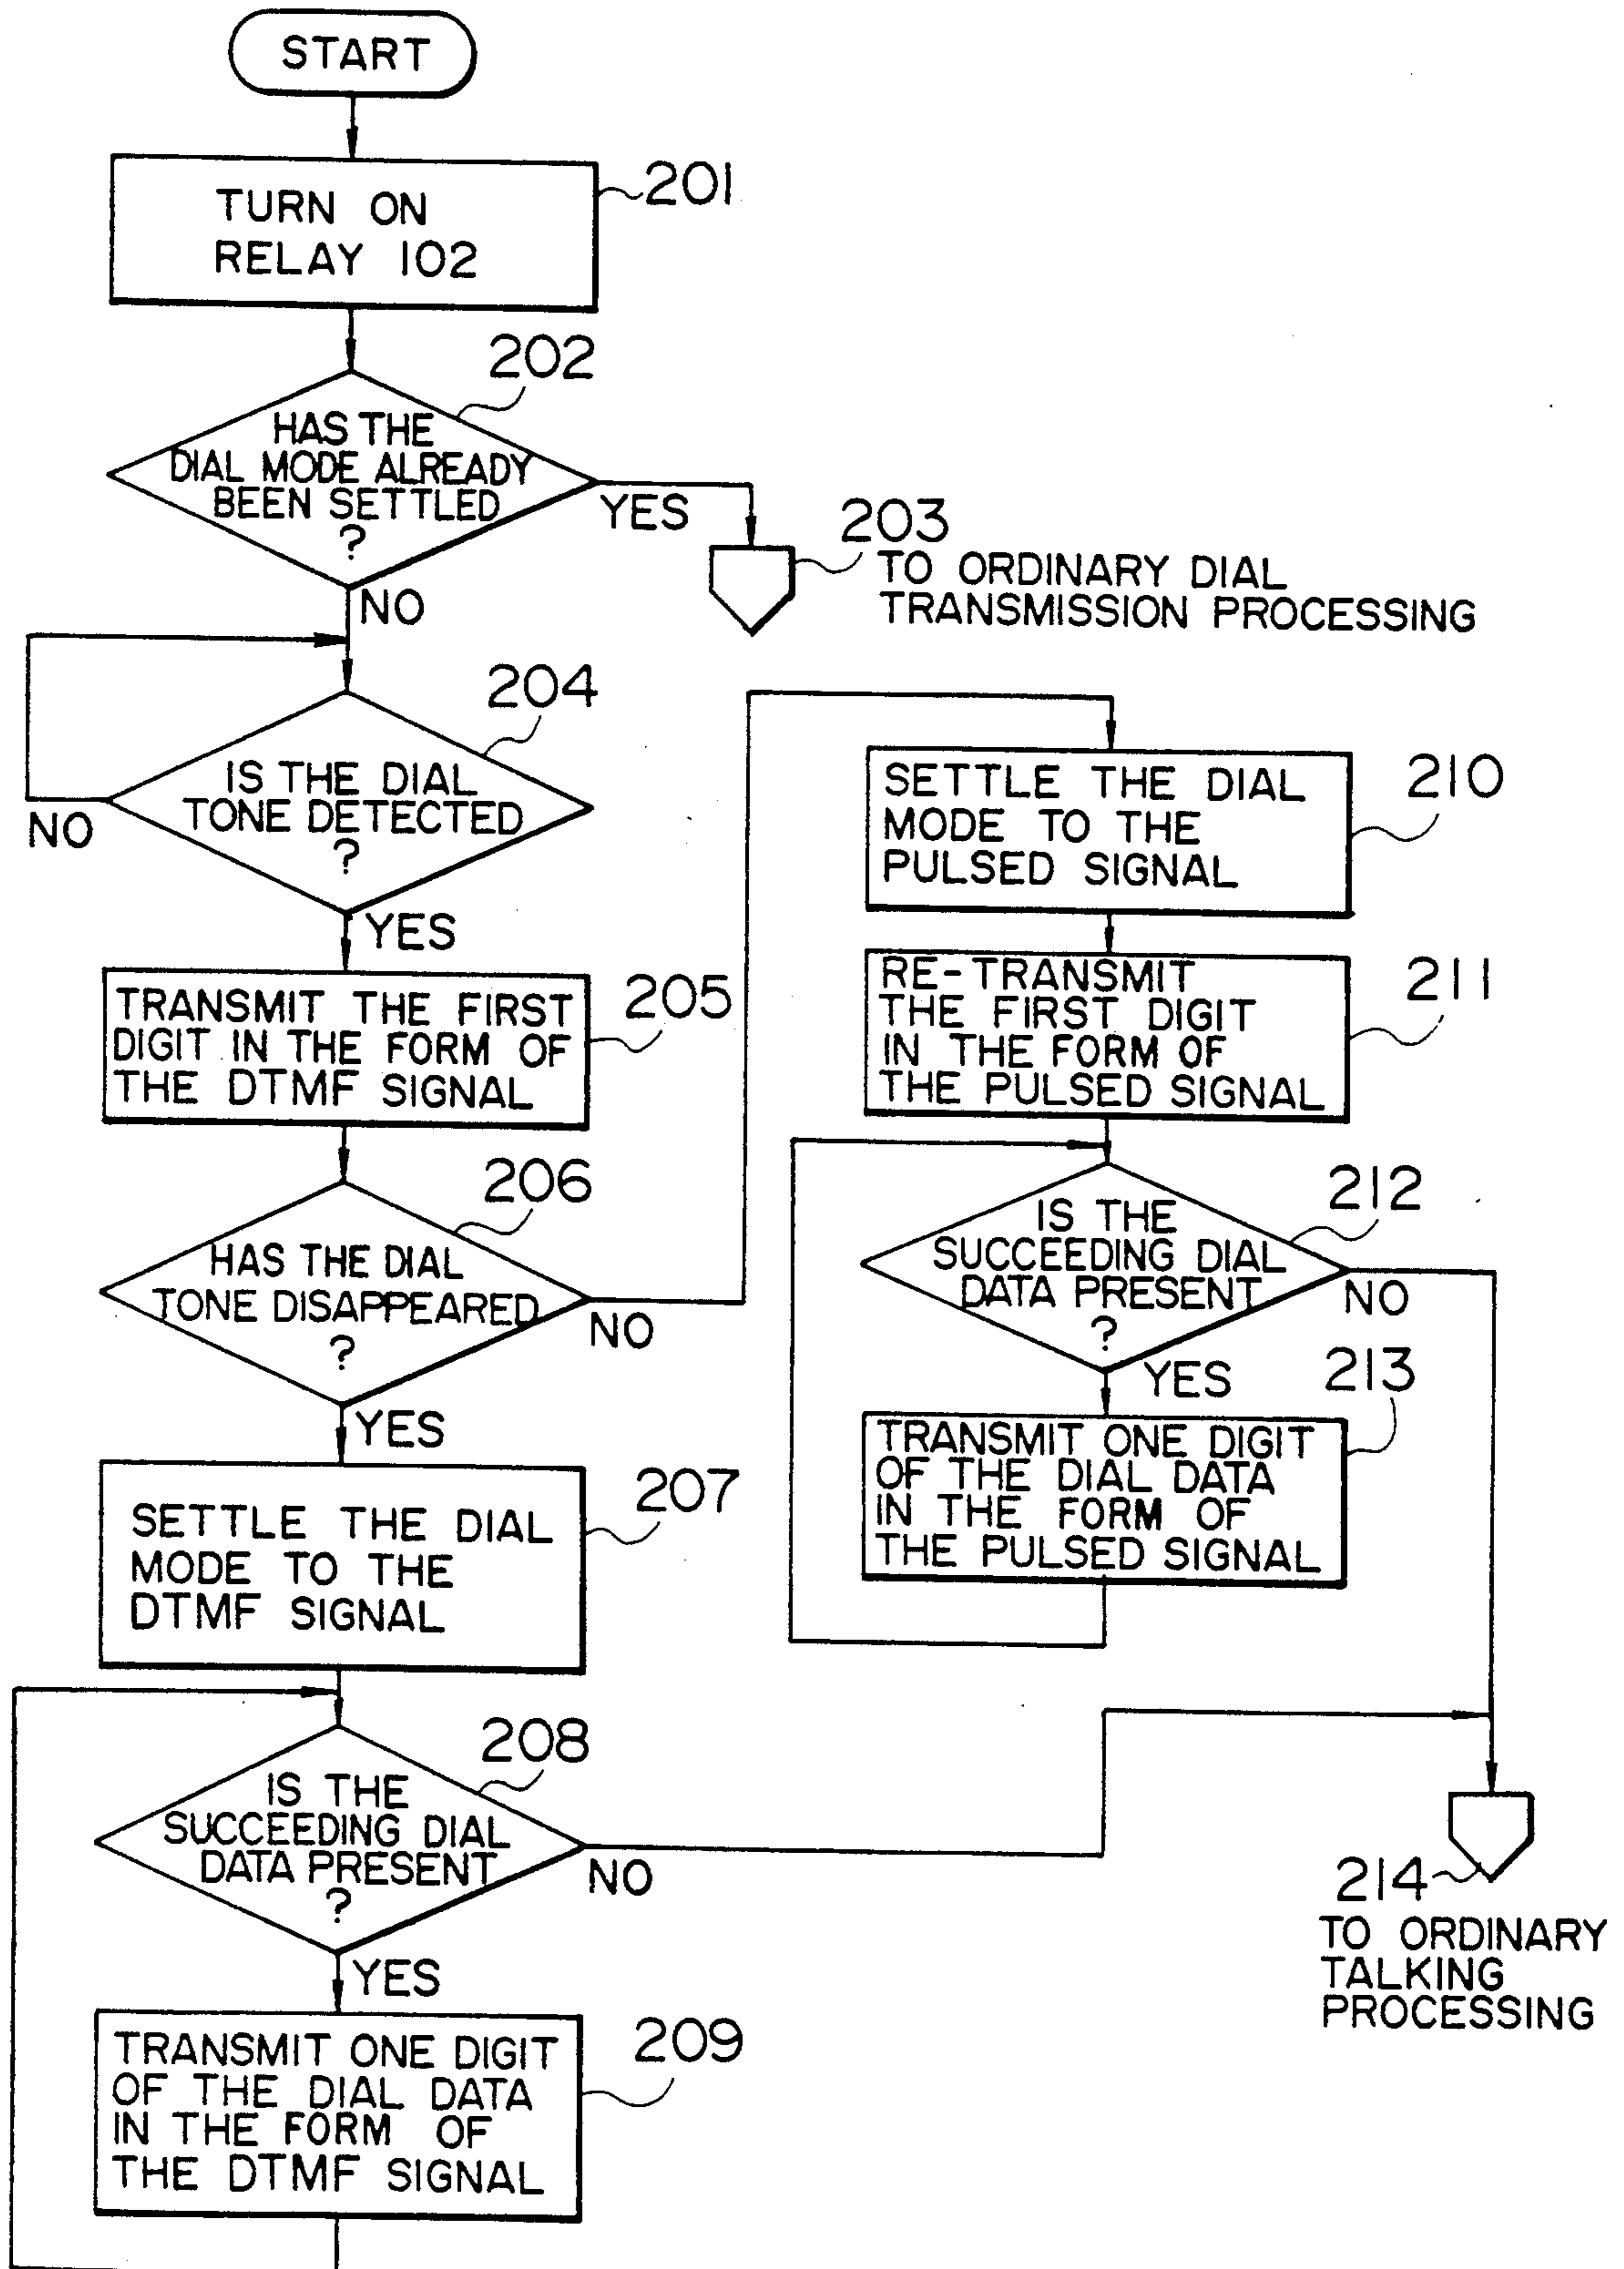 START
TURN ON
RELAY 102
201
202
HAS THE
DIAL MODE ALREADY
BEEN SETTLED
?
YES
NO
203
TO ORDINARY DIAL
TRANSMISSION PROCESSING
204
IS THE DIAL
TONE DETECTED
?
NO
YES
TRANSMIT THE FIRST
DIGIT IN THE FORM OF
THE DTMF SIGNAL
205
206
HAS THE DIAL
TONE DISAPPEARED
?
NO
YES
SETTLE THE DIAL
MODE TO THE
DTMF SIGNAL
207
208
IS THE
SUCCEEDING DIAL
DATA PRESENT
?
NO
YES
TRANSMIT ONE DIGIT
OF THE DIAL DATA
IN THE FORM OF
THE DTMF SIGNAL
209
SETTLE THE DIAL
MODE TO THE
PULSED SIGNAL
210
RE-TRANSMIT
THE FIRST DIGIT
IN THE FORM OF
THE PULSED SIGNAL
211
212
IS THE
SUCCEEDING DIAL
DATA PRESENT
?
NO
YES
213
TRANSMIT ONE DIGIT
OF THE DIAL DATA
IN THE FORM OF
THE PULSED SIGNAL
214
TO ORDINARY
TALKING
PROCESSING